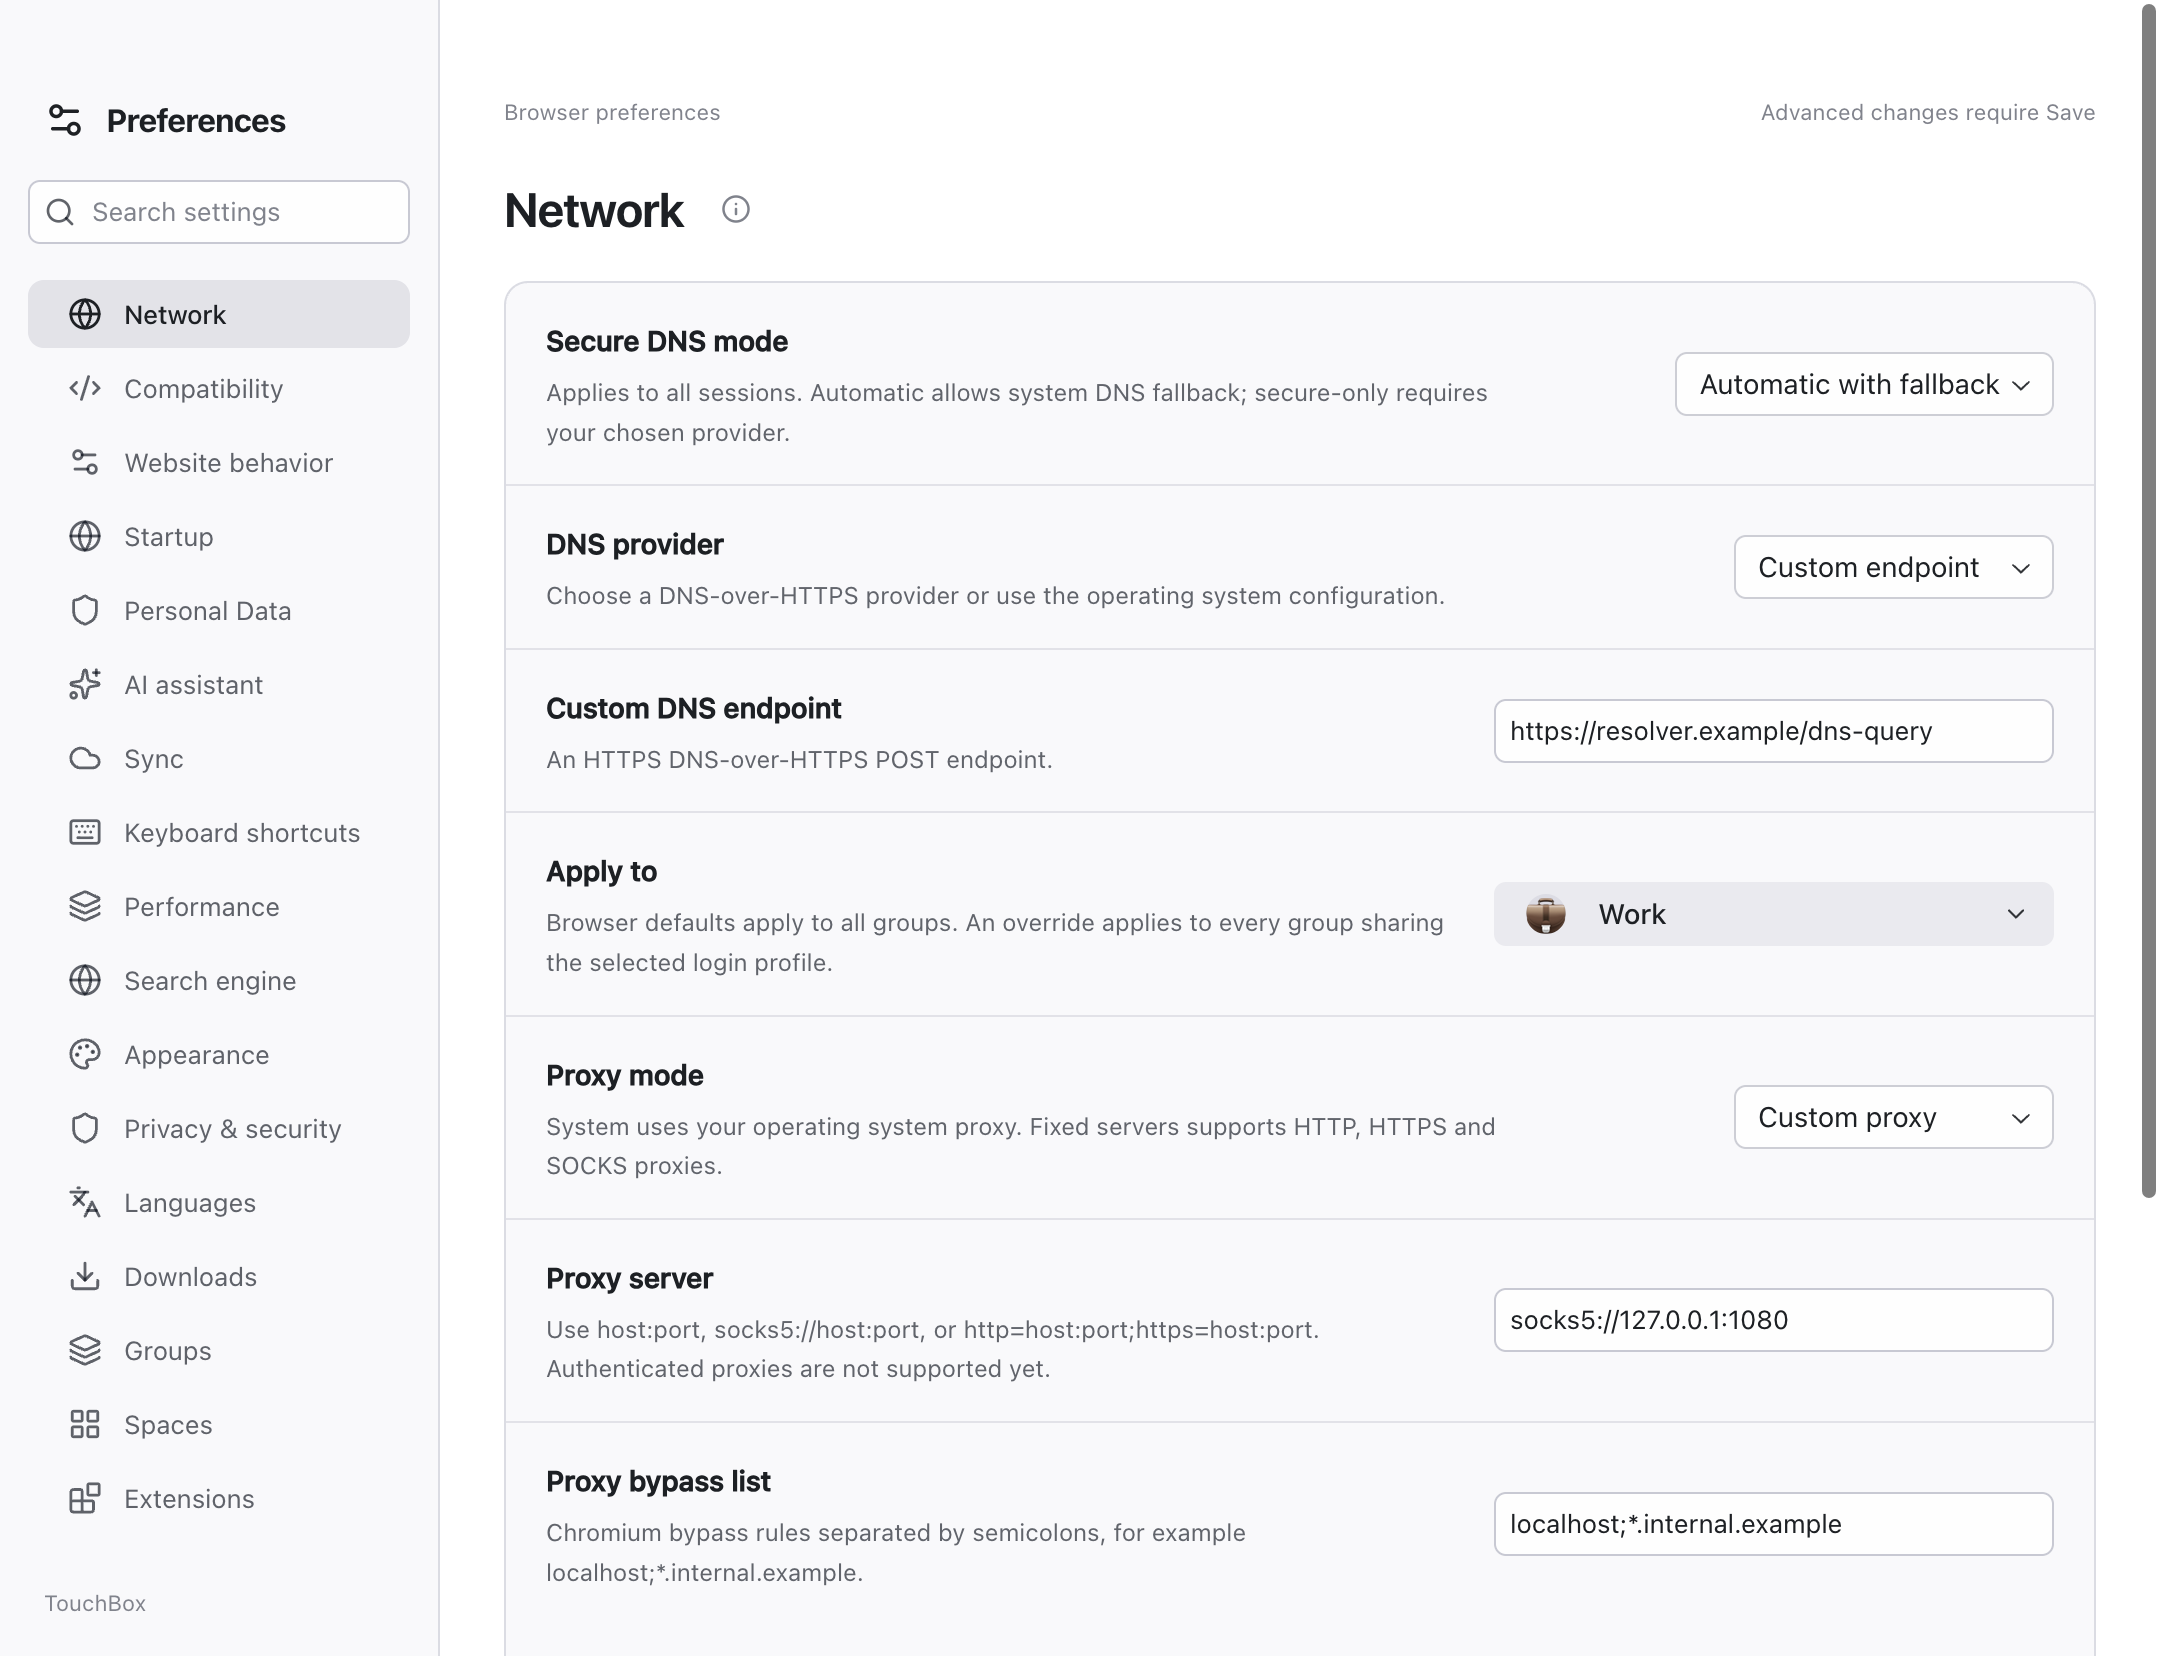 Preferences
Search settings
Network
Compatibility
Website behavior
Startup
Personal Data
AI assistant
Sync
Keyboard shortcuts
Performance
Search engine
Appearance
Privacy & security
Languages
Downloads
Groups
Spaces
Extensions
TouchBox
Browser preferences
Advanced changes require Save
Network
Secure DNS mode
Applies to all sessions. Automatic allows system DNS fallback; secure-only requires
your chosen provider.
Automatic with fallback
DNS provider
Choose a DNS-over-HTTPS provider or use the operating system configuration.
Custom endpoint
Custom DNS endpoint
An HTTPS DNS-over-HTTPS POST endpoint.
https://resolver.example/dns-query
Apply to
Browser defaults apply to all groups. An override applies to every group sharing
the selected login profile.
Work
Proxy mode
System uses your operating system proxy. Fixed servers supports HTTP, HTTPS and
SOCKS proxies.
Custom proxy
Proxy server
Use host:port, socks5://host:port, or http=host:port;https=host:port.
Authenticated proxies are not supported yet.
socks5://127.0.0.1:1080
Proxy bypass list
Chromium bypass rules separated by semicolons, for example
localhost;*.internal.example.
localhost;*.internal.example